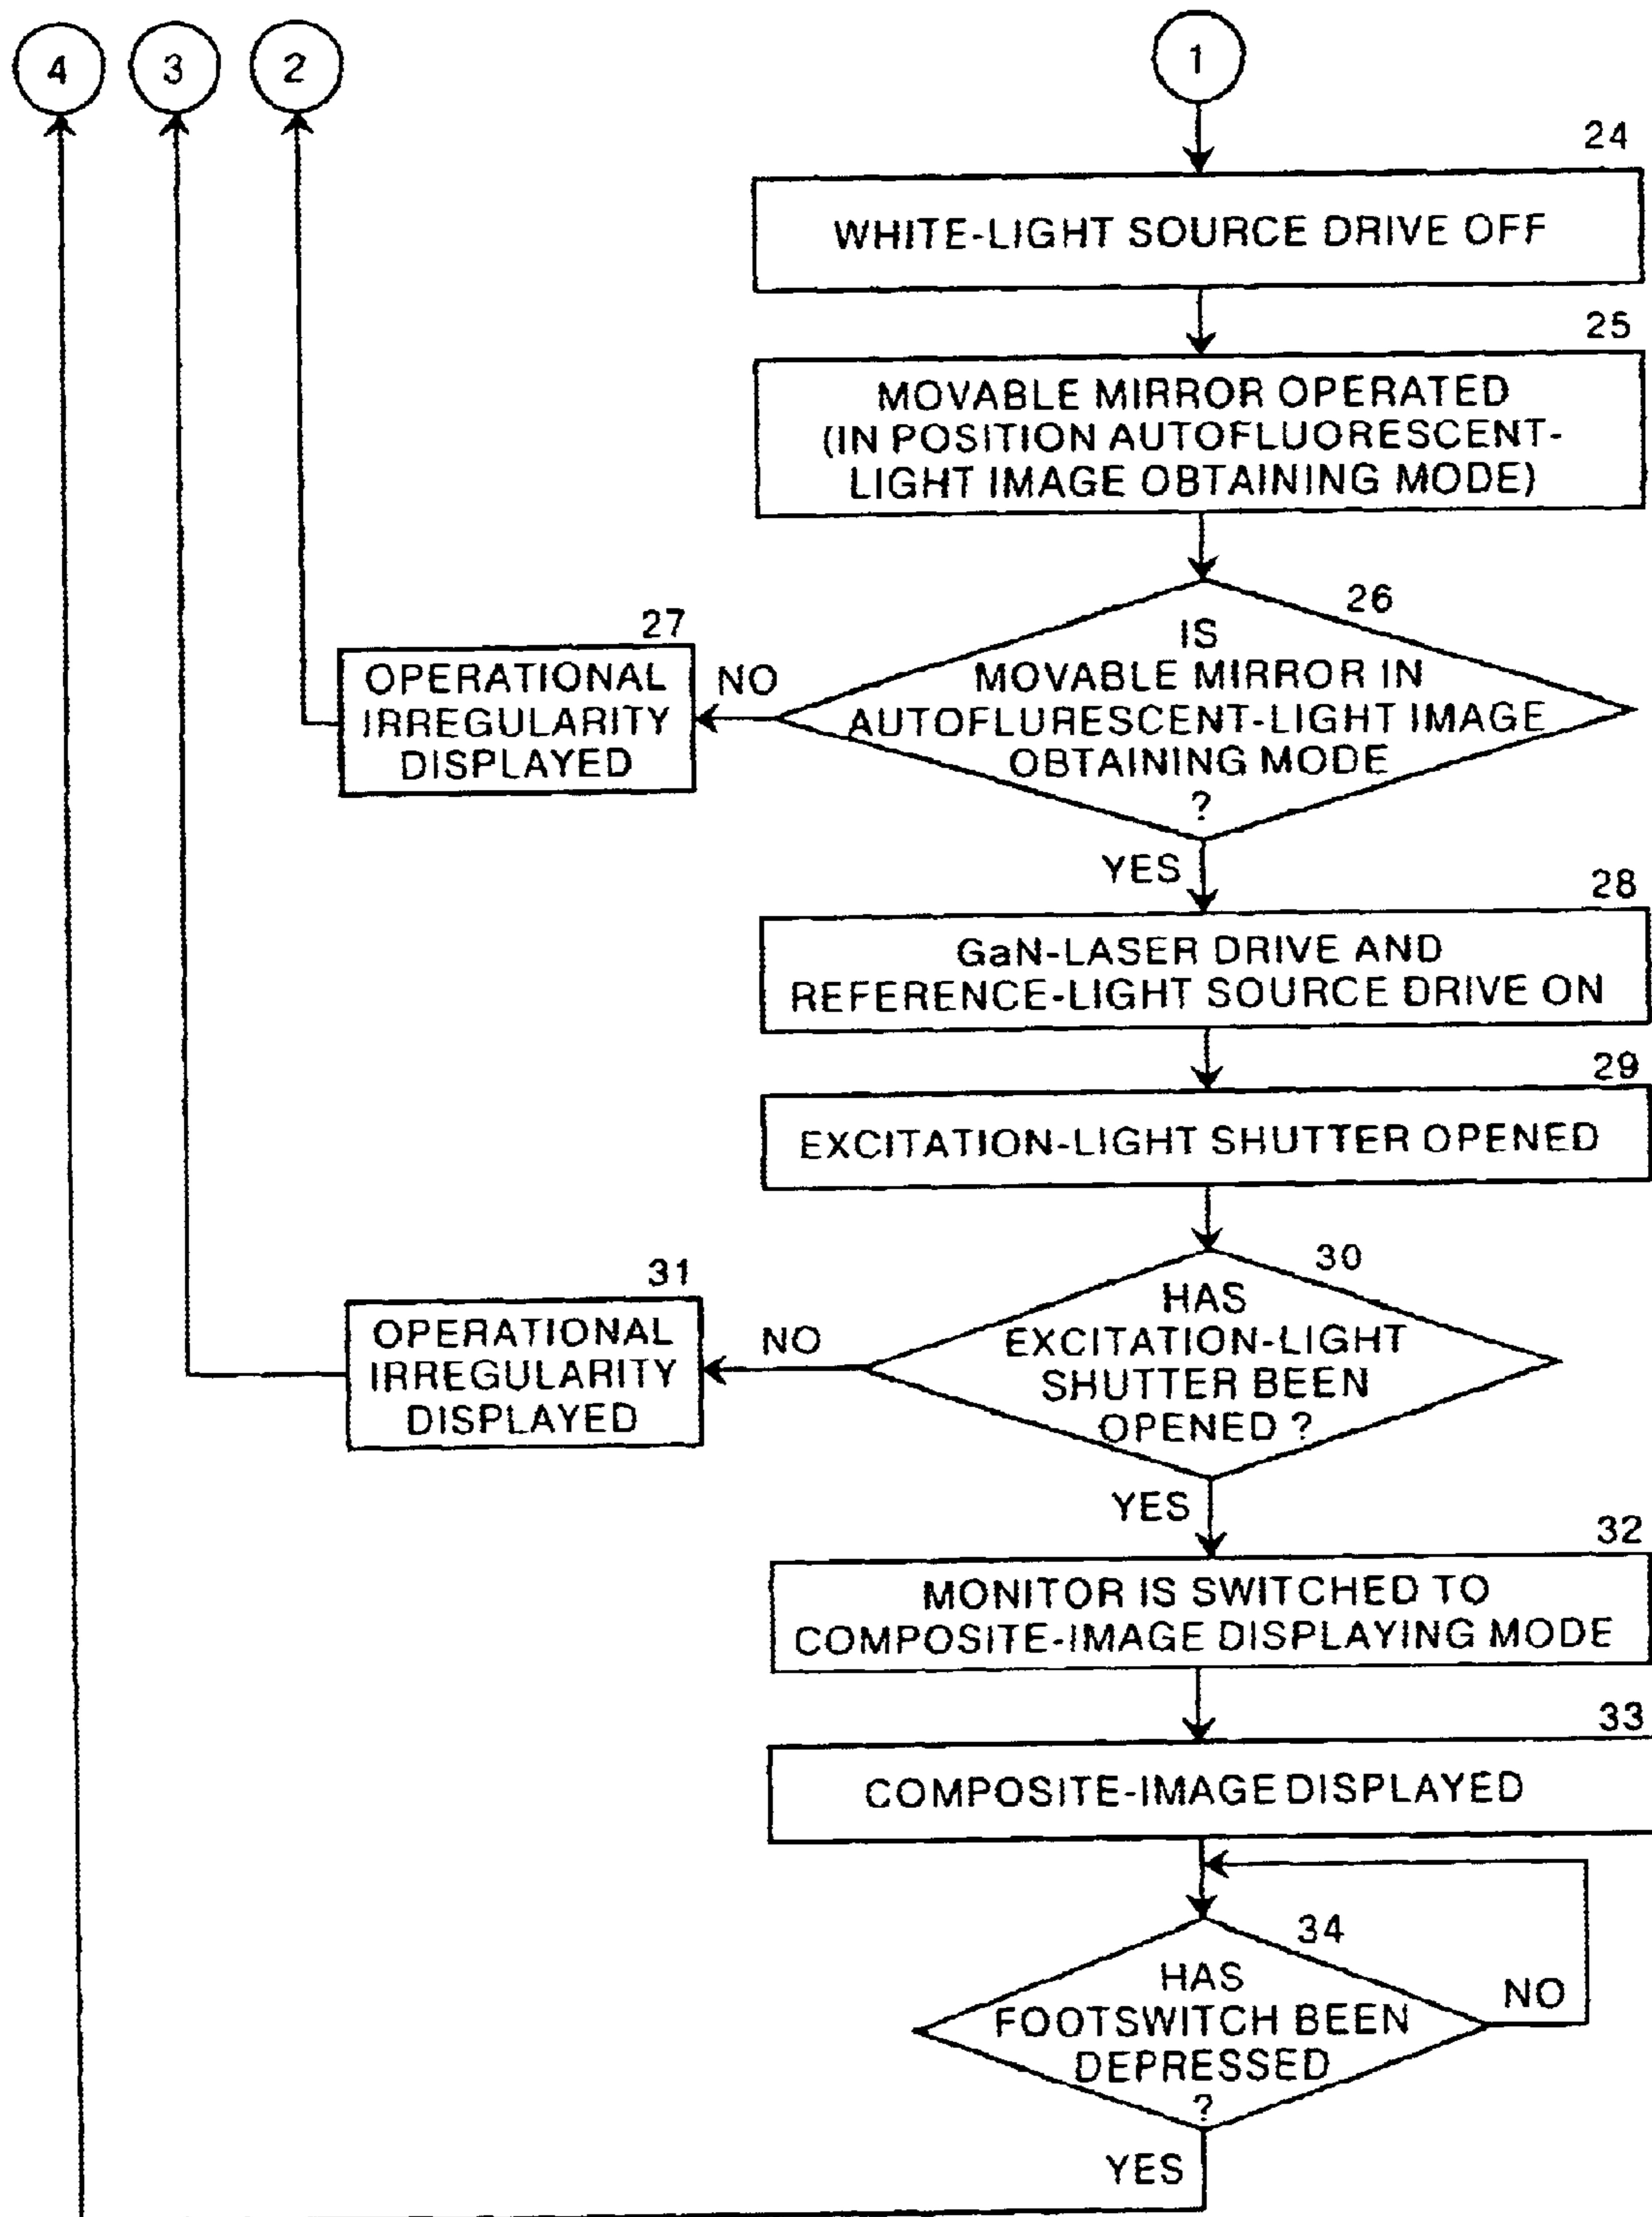 4
3
2
1
24
WHITE-LIGHT SOURCE DRIVE OFF
25
MOVABLE MIRROR OPERATED
(IN POSITION AUTOFLUORESCENT-
LIGHT IMAGE OBTAINING MODE)
26
IS
MOVABLE MIRROR IN
AUTOFLURESCENT-LIGHT IMAGE
OBTAINING MODE
?
NO
27
OPERATIONAL
IRREGULARITY
DISPLAYED
YES
28
GaN-LASER DRIVE AND
REFERENCE-LIGHT SOURCE DRIVE ON
29
EXCITATION-LIGHT SHUTTER OPENED
30
HAS
EXCITATION-LIGHT
SHUTTER BEEN
OPENED ?
NO
31
OPERATIONAL
IRREGULARITY
DISPLAYED
YES
32
MONITOR IS SWITCHED TO
COMPOSITE-IMAGE DISPLAYING MODE
33
COMPOSITE-IMAGE DISPLAYED
34
HAS
FOOTSWITCH BEEN
DEPRESSED
?
NO
YES